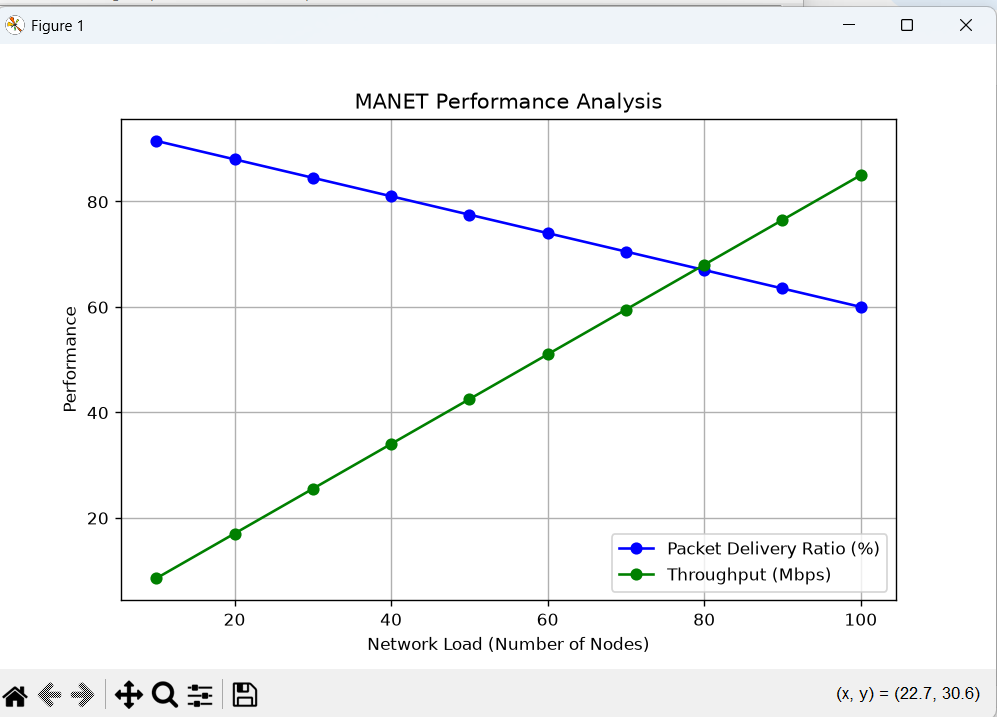 Figure 1
MANET Performance Analysis
Performance
80
60
40
20
20 40 60 80 100
Network Load (Number of Nodes)
Packet Delivery Ratio (%)
Throughput (Mbps)
(x, y) = (22.7, 30.6)